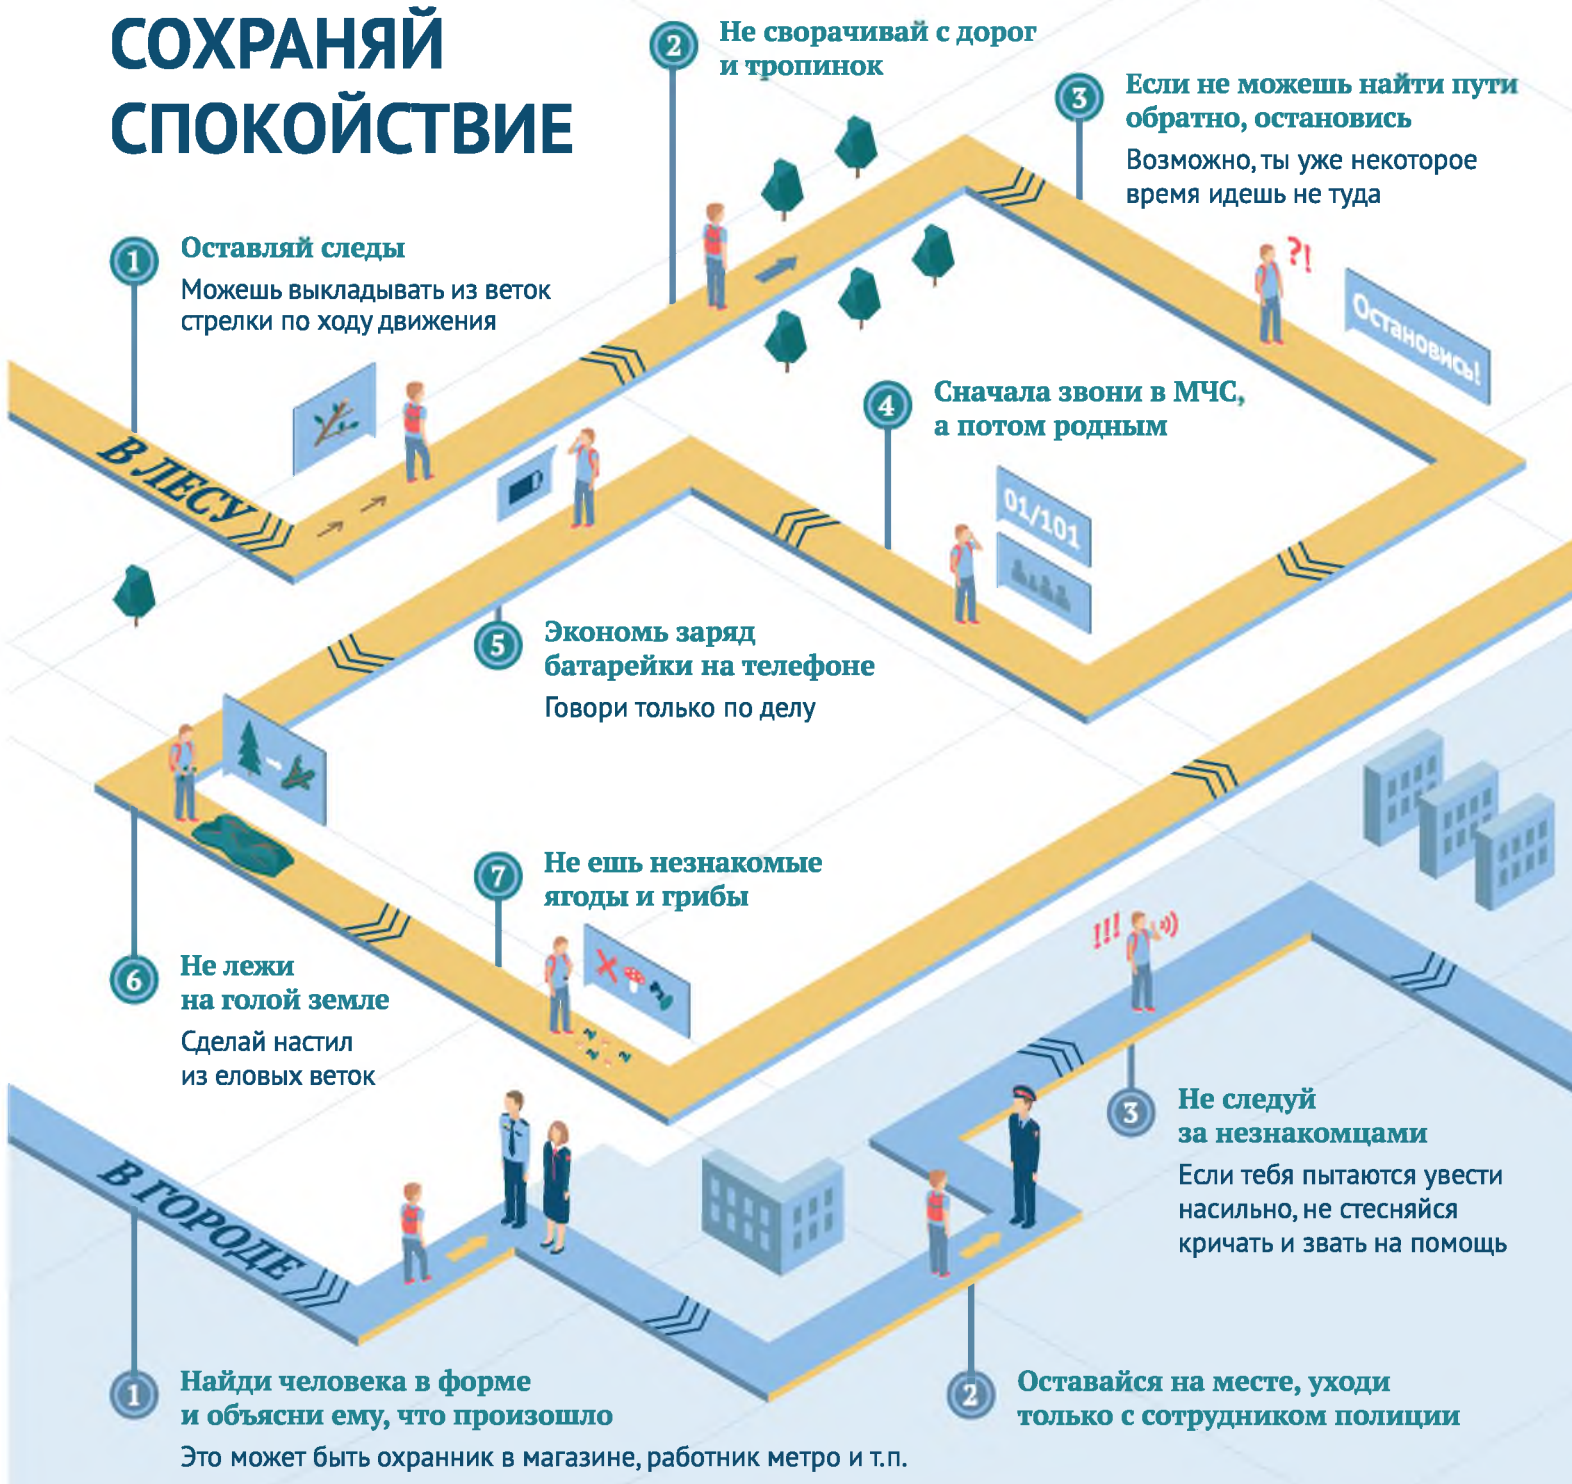 СОХРАНЯЙ
СПОКОЙСТВИЕ
В ЛЕСУ
1
Оставляй следы
Можешь выкладывать из веток
стрелки по ходу движения
2
Не сворачивай с дорог
и тропинок
3
Если не можешь найти пути
обратно, остановись
Возможно, ты уже некоторое
время идешь не туда
?!
Остановись!
4
Сначала звони в МЧС,
а потом родным
01/101
5
Экономь заряд
батарейки на телефоне
Говори только по делу
6
Не лежи
на голой земле
Сделай настил
из еловых веток
7
Не ешь незнакомые
ягоды и грибы
В ГОРОДЕ
1
Найди человека в форме
и объясни ему, что произошло
Это может быть охранник в магазине, работник метро и т.п.
2
Оставайся на месте, уходи
только с сотрудником полиции
!!!
3
Не следуй
за незнакомцами
Если тебя пытаются увести
насильно, не стесняйся
кричать и звать на помощь